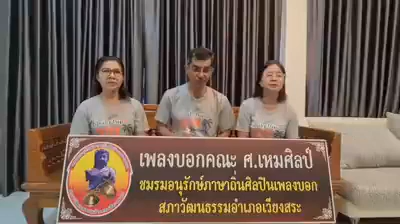 เพลงบอกคณะ ศ.เหมศิลป์
ชมรมอนุรักษ์ภาษาถิ่นศิลปินเพลงบอก
สภาวัฒนธรรมอำเภอเวียงสระ